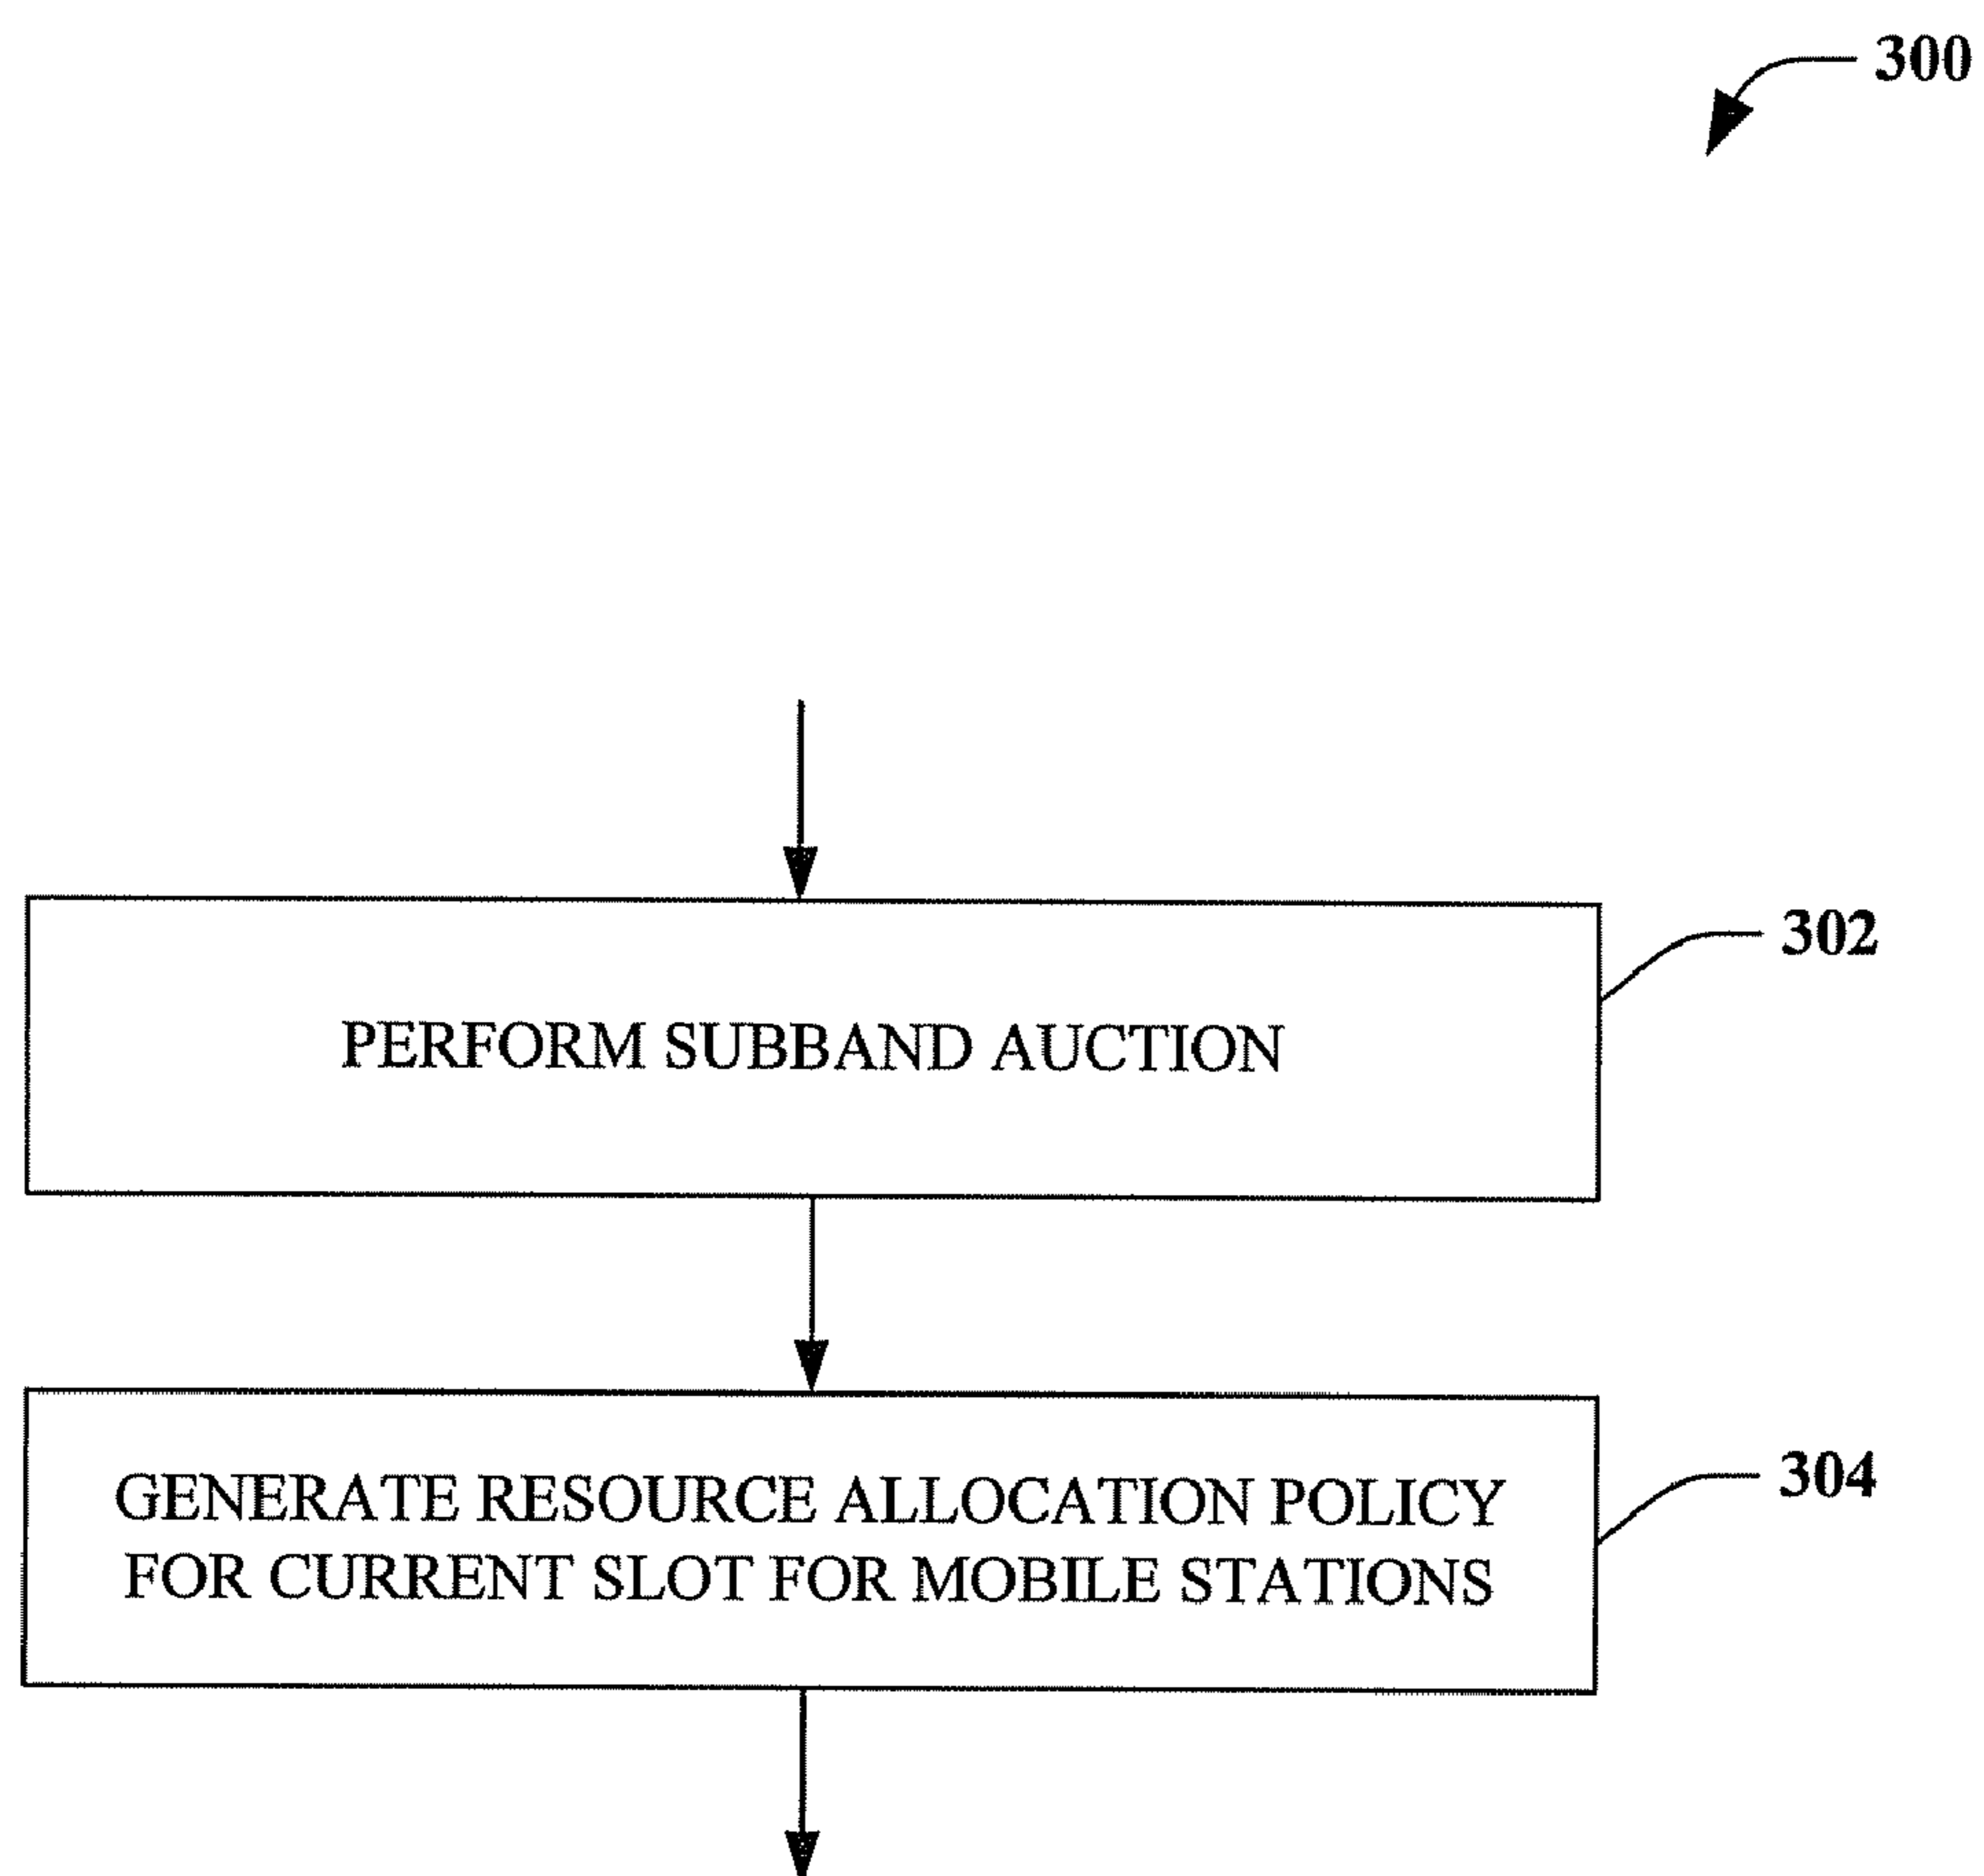 300
302
PERFORM SUBBAND AUCTION
304
GENERATE RESOURCE ALLOCATION POLICY
FOR CURRENT SLOT FOR MOBILE STATIONS